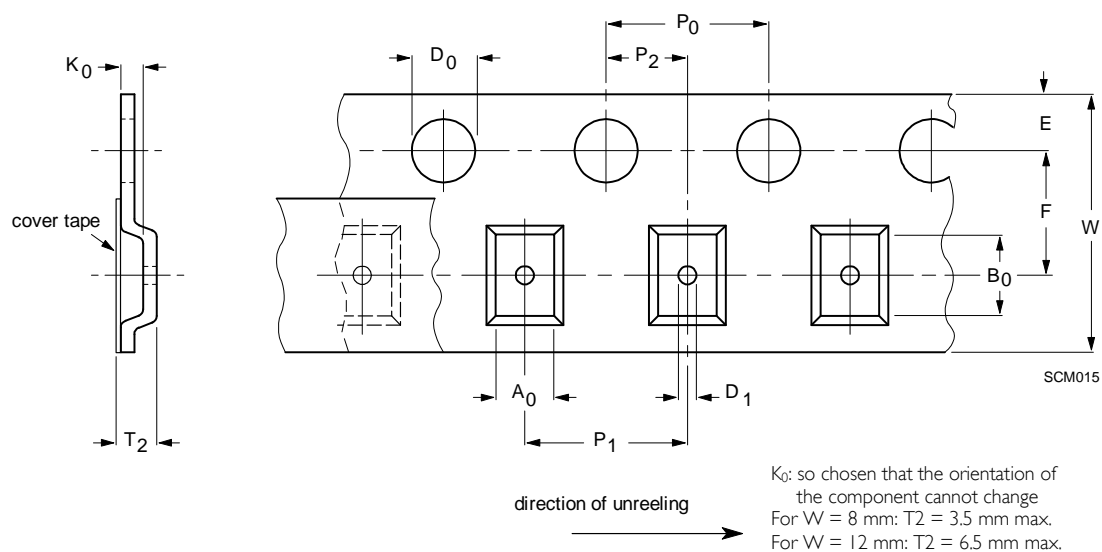 P0
D0
P2
K0
E
cover tape
F
W
B0
SCM015
A0
D1
T2
P1
K0: so chosen that the orientation of
the component cannot change
direction of unreeling
For W = 8 mm: T2 = 3.5 mm max.
For W = 12 mm: T2 = 6.5 mm max.